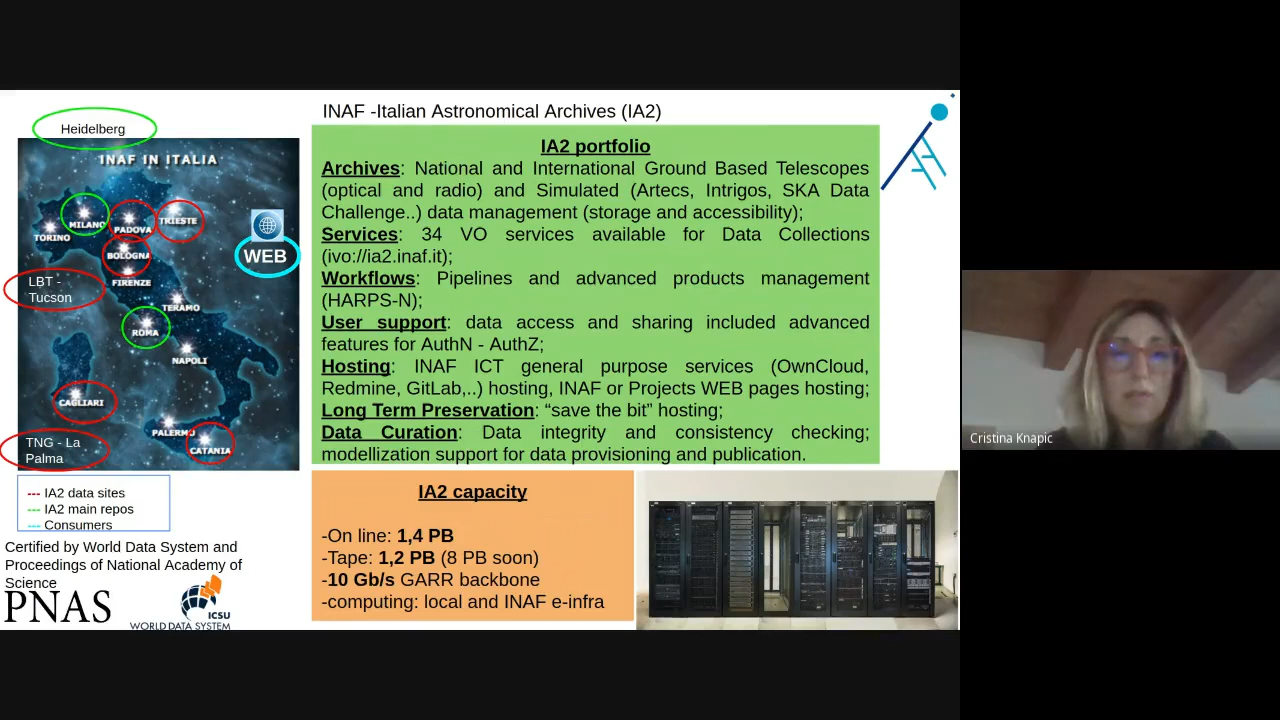 INAF -Italian Astronomical Archives (IA2)
Heidelberg
INAF IN ITALIA
MILANO
PADOVA
TRIESTE
TORINO
BOLOGNA
WEB
FIRENZE
LBT -
Tucson
TERAMO
ROMA
NAPOLI
CAGLIARI
PALERMO
CATANIA
TNG - La
Palma
--- IA2 data sites
--- IA2 main repos
--- Consumers
Certified by World Data System and
Proceedings of National Academy of
Science
PNAS
ICSU
WORLD DATA SYSTEM
IA2 portfolio
Archives: National and International Ground Based Telescopes
(optical and radio) and Simulated (Artecs, Intrigos, SKA Data
Challenge..) data management (storage and accessibility);
Services: 34 VO services available for Data Collections
(ivo://ia2.inaf.it);
Workflows: Pipelines and advanced products management
(HARPS-N);
User support: data access and sharing included advanced
features for AuthN - AuthZ;
Hosting: INAF ICT general purpose services (OwnCloud,
Redmine, GitLab,..) hosting, INAF or Projects WEB pages hosting;
Long Term Preservation: “save the bit” hosting;
Data Curation: Data integrity and consistency checking;
modellization support for data provisioning and publication.
IA2 capacity
-On line: 1,4 PB
-Tape: 1,2 PB (8 PB soon)
-10 Gb/s GARR backbone
-computing: local and INAF e-infra
Cristina Knapic